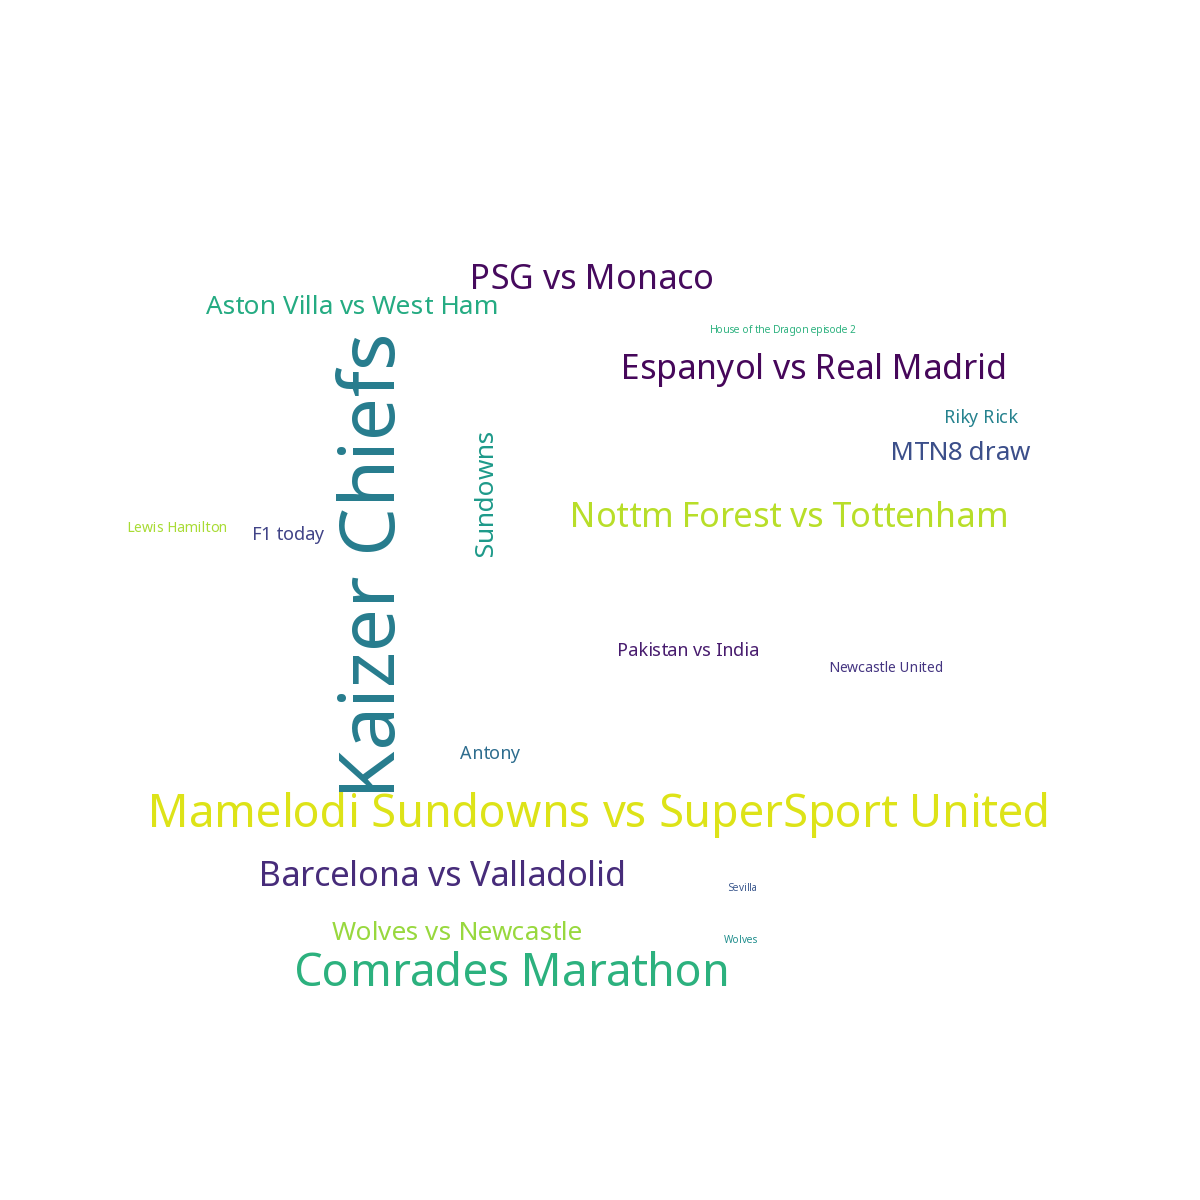 PSG vs Monaco
Aston Villa vs West Ham
House of the Dragon episode 2
Espanyol vs Real Madrid
Riky Rick
MTN8 draw
Kaizer Chiefs
Sundowns
Nottm Forest vs Tottenham
Lewis Hamilton
F1 today
Pakistan vs India
Newcastle United
Antony
Mamelodi Sundowns vs SuperSport United
Barcelona vs Valladolid
Sevilla
Wolves vs Newcastle
Wolves
Comrades Marathon